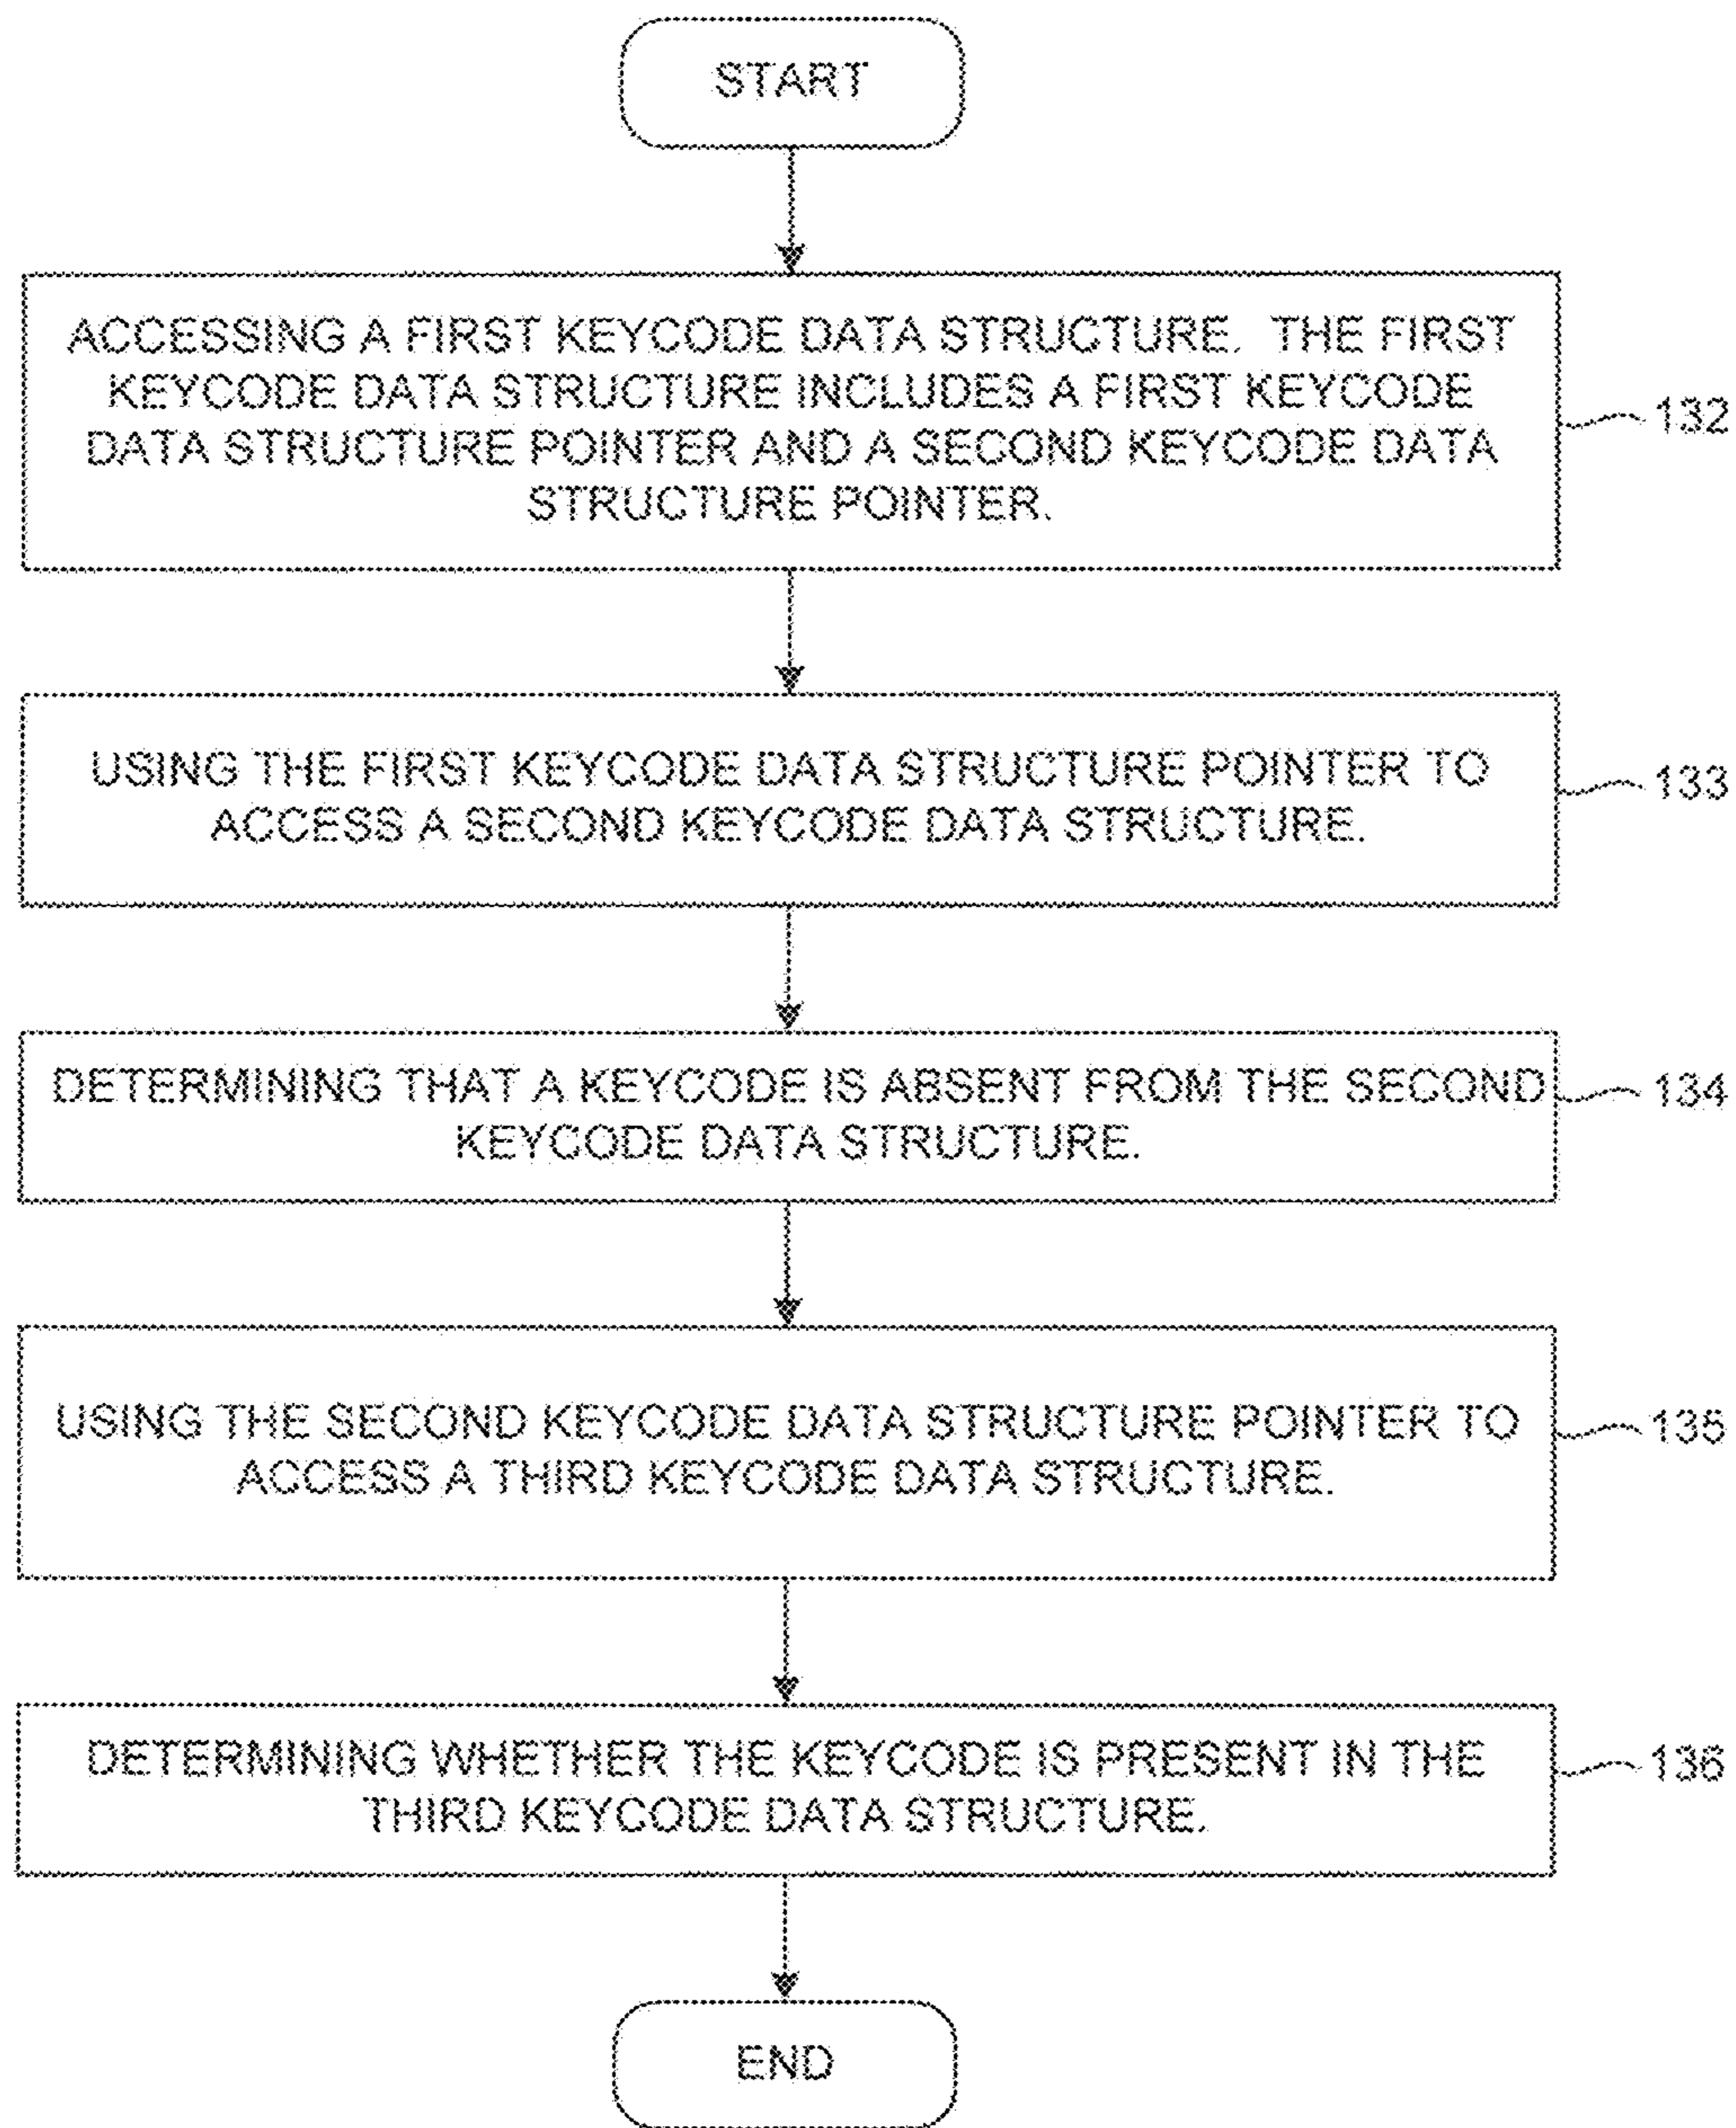 START
ACCESSING A FIRST KEYCODE DATA STRUCTURE. THE FIRST
KEYCODE DATA STRUCTURE INCLUDES A FIRST KEYCODE
DATA STRUCTURE POINTER AND A SECOND KEYCODE DATA
STRUCTURE POINTER.
132
USING THE FIRST KEYCODE DATA STRUCTURE POINTER TO
ACCESS A SECOND KEYCODE DATA STRUCTURE.
133
DETERMINING THAT A KEYCODE IS ABSENT FROM THE SECOND
KEYCODE DATA STRUCTURE.
134
USING THE SECOND KEYCODE DATA STRUCTURE POINTER TO
ACCESS A THIRD KEYCODE DATA STRUCTURE.
135
DETERMINING WHETHER THE KEYCODE IS PRESENT IN THE
THIRD KEYCODE DATA STRUCTURE.
136
END